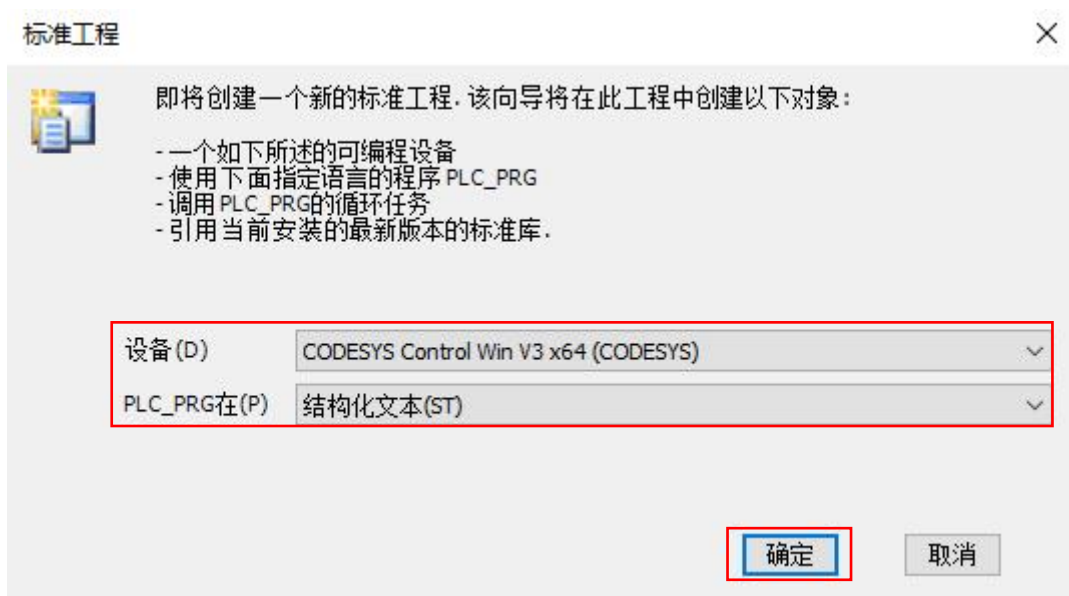 标准工程
即将创建一个新的标准工程.该向导将在此工程中创建以下对象:
-一个如下所述的可编程设备
-使用下面指定语言的程序 PLC_PRG
-调用PLC_PRG的循环任务
-引用当前安装的最新版本的标准库.
设备(D) CODESYS Control Win V3 x64 (CODESYS)
PLC_PRG在(P) 结构化文本(ST)
确定 取消